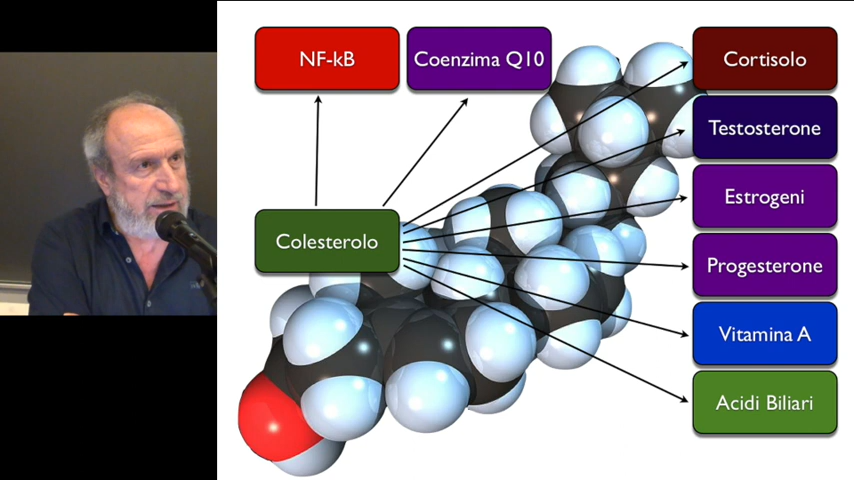 NF-kB
Coenzima Q10
Cortisolo
Testosterone
Estrogeni
Colesterolo
Progesterone
Vitamina A
Acidi Biliari